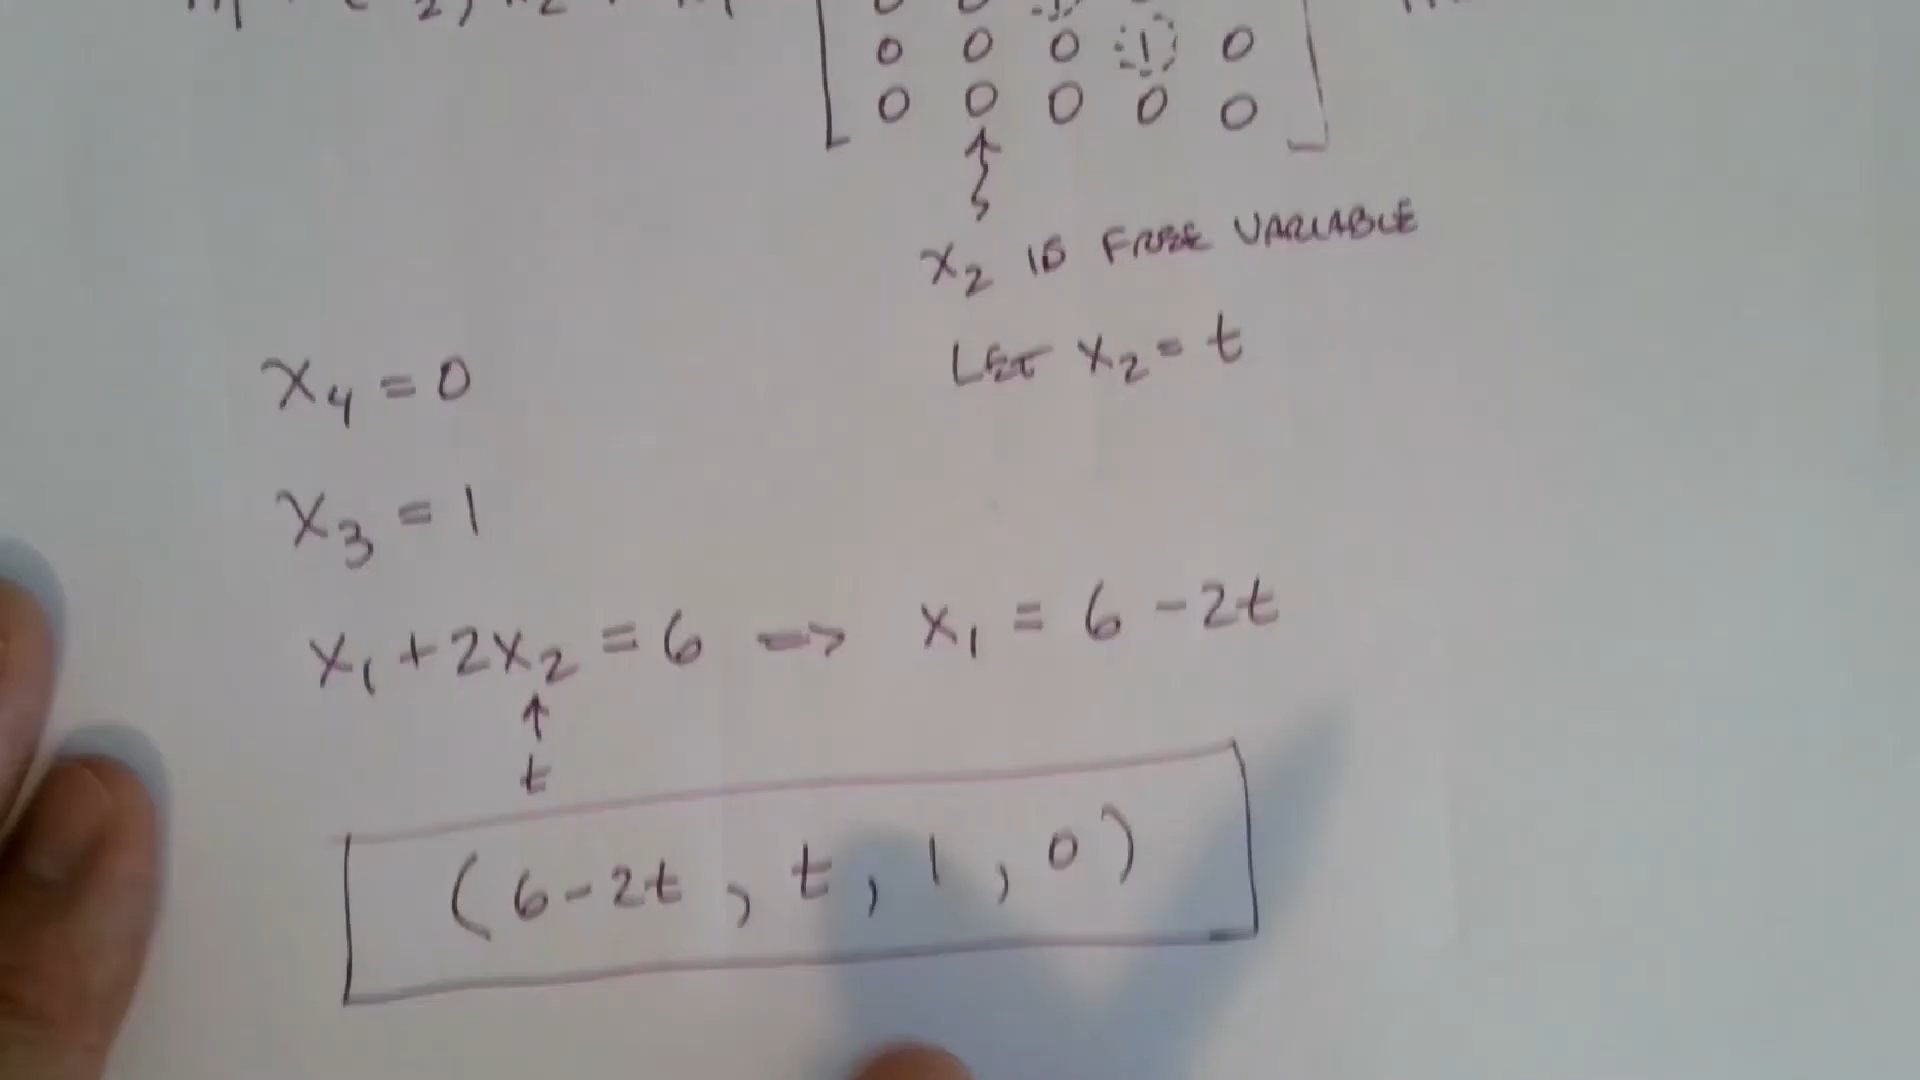 0 0 0 1 0
0 0 0 0 0
x₂ IS FREE VARIABLE
LET x₂ = t
x₄ = 0
x₃ = 1
x₁ + 2x₂ = 6 => x₁ = 6 - 2t
t
(6 - 2t, t, 1, 0)